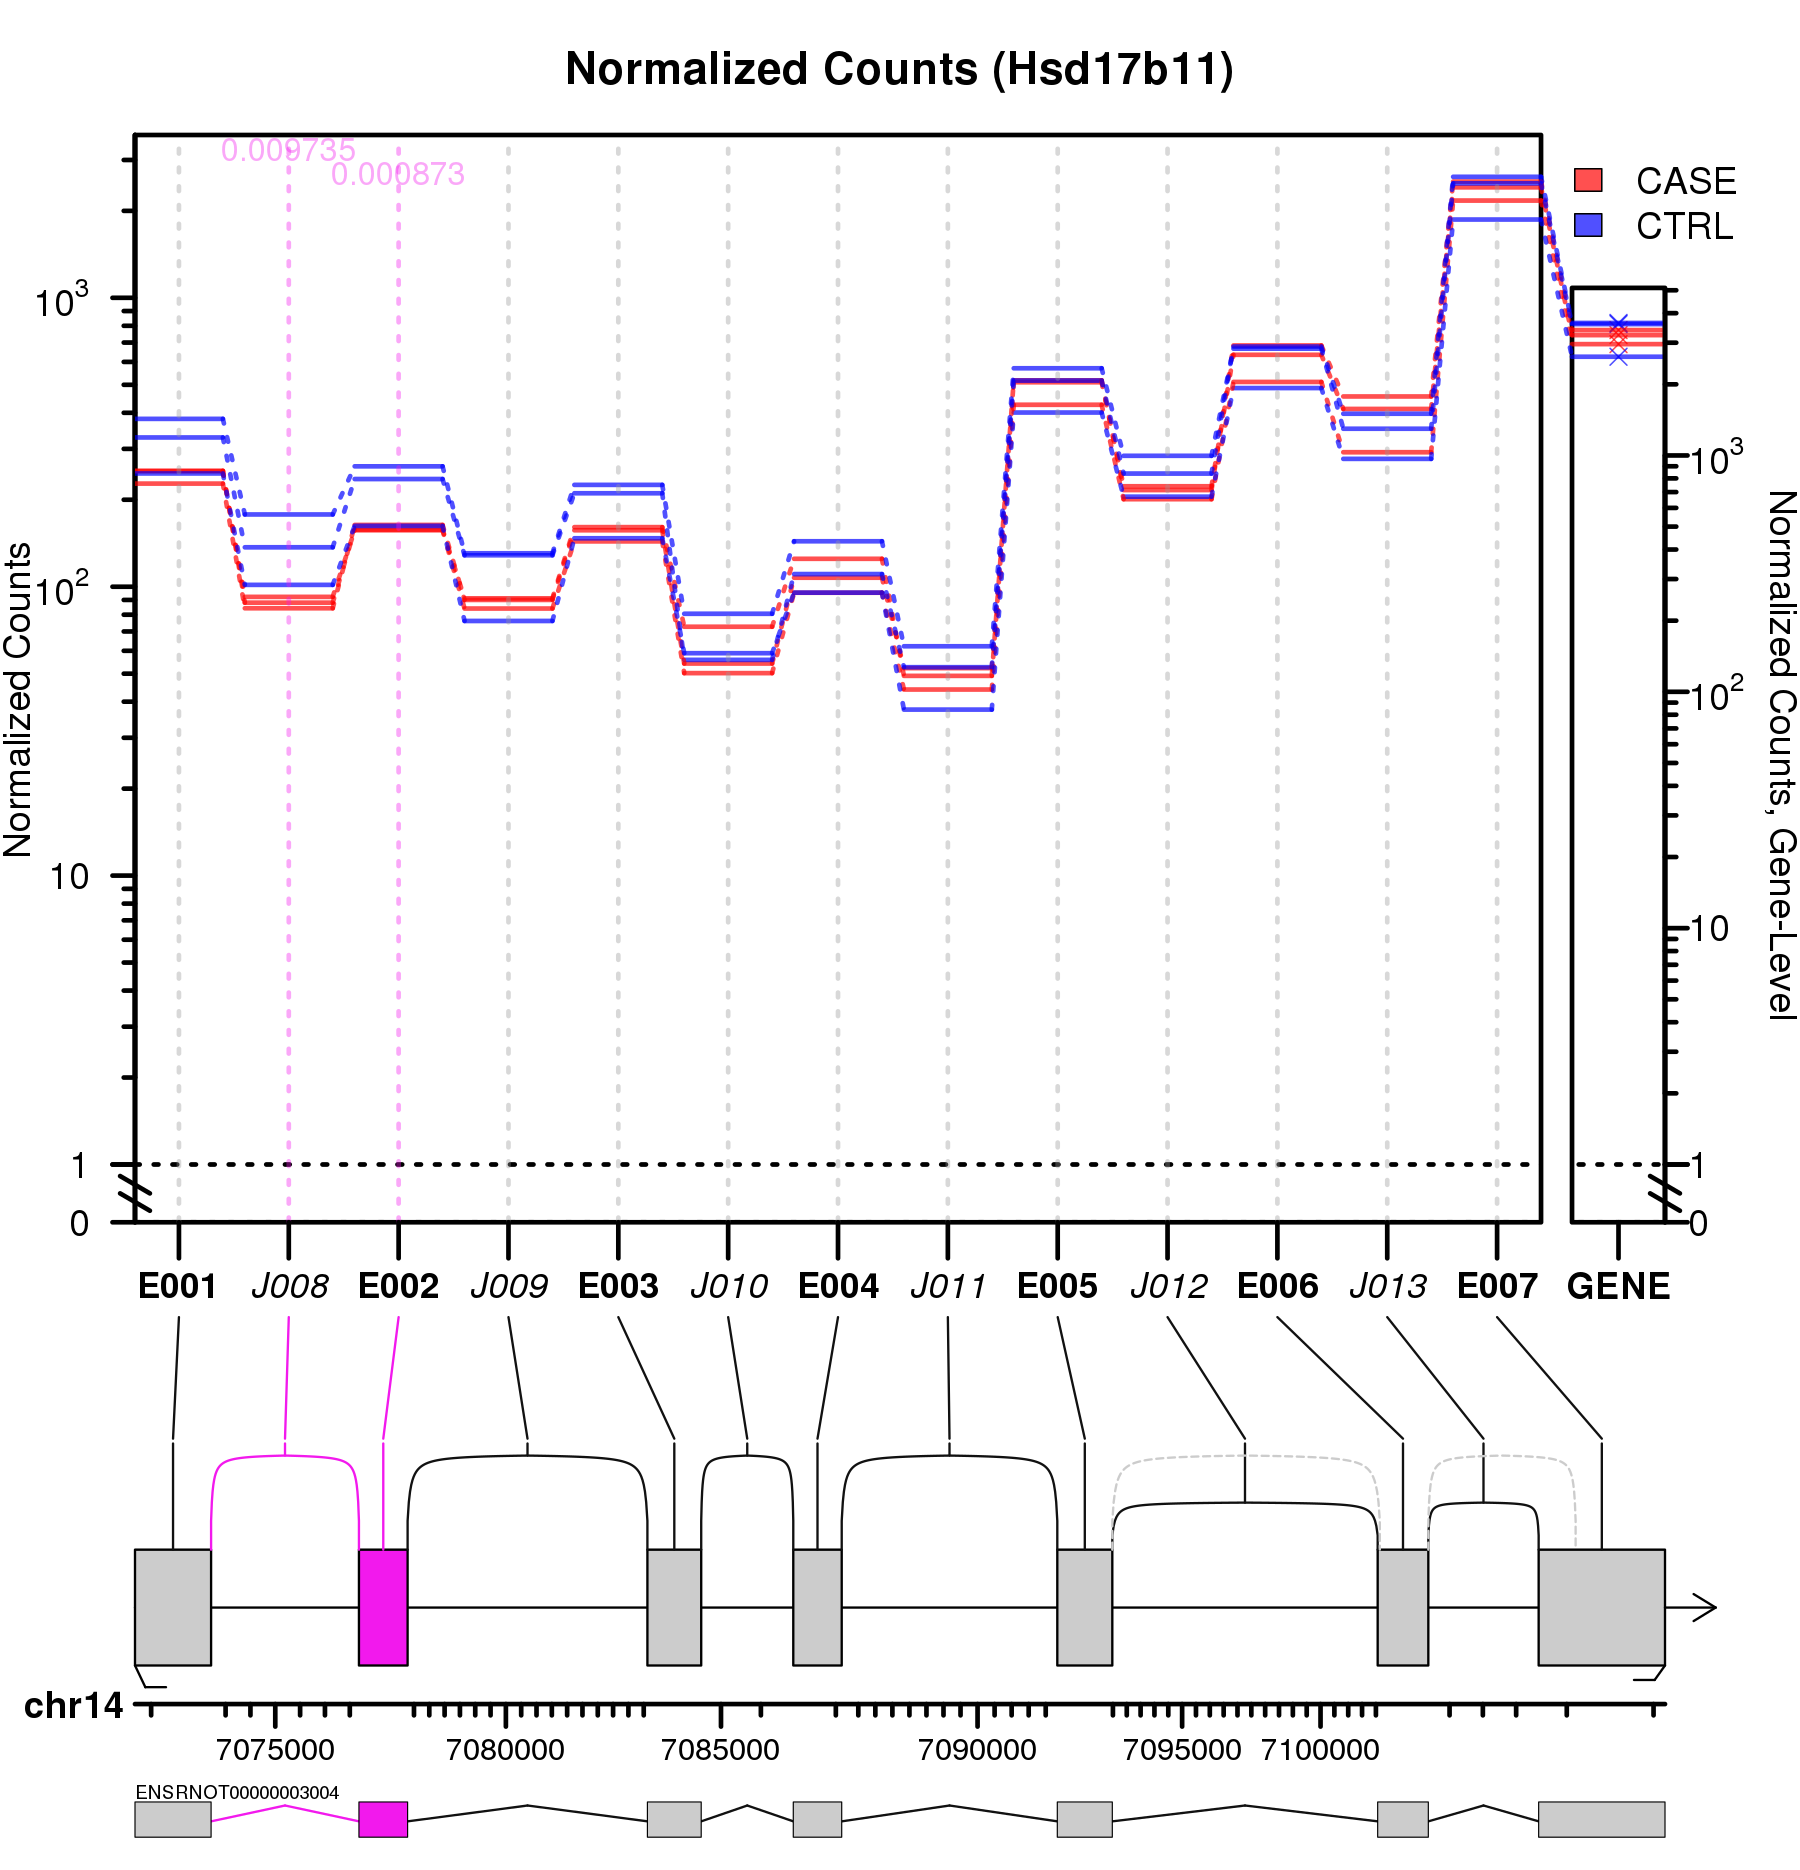 Normalized Counts (Hsd17b11)
0.009735
0.000873
CASE
CTRL
Normalized Counts
10³
10²
10
1
0
10³
10²
10
1
0
Normalized Counts, Gene-Level
E001 J008 E002 J009 E003 J010 E004 J011 E005 J012 E006 J013 E007 GENE
chr14
7075000 7080000 7085000 7090000 7095000 7100000
ENSRNOT00000003004